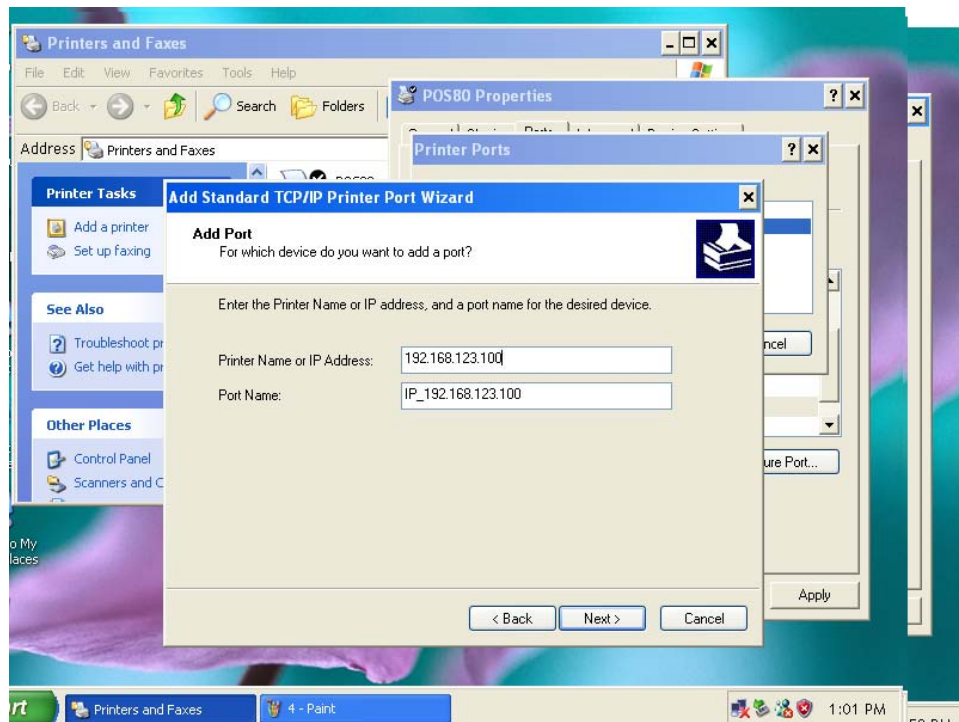 Printers and Faxes
File Edit View Favorites Tools Help
Back
Search
Folders
Address
Printers and Faxes
POS80 Properties
Printer Ports
Printer Tasks
Add a printer
Set up faxing
See Also
Troubleshoot pr
Get help with pr
Other Places
Control Panel
Scanners and C
Add Standard TCP/IP Printer Port Wizard
Add Port
For which device do you want to add a port?
Enter the Printer Name or IP address, and a port name for the desired device.
Printer Name or IP Address:
192.168.123.100
Port Name:
IP_192.168.123.100
< Back
Next >
Cancel
ncel
ure Port...
Apply
o My
laces
rt
Printers and Faxes
4 - Paint
1:01 PM